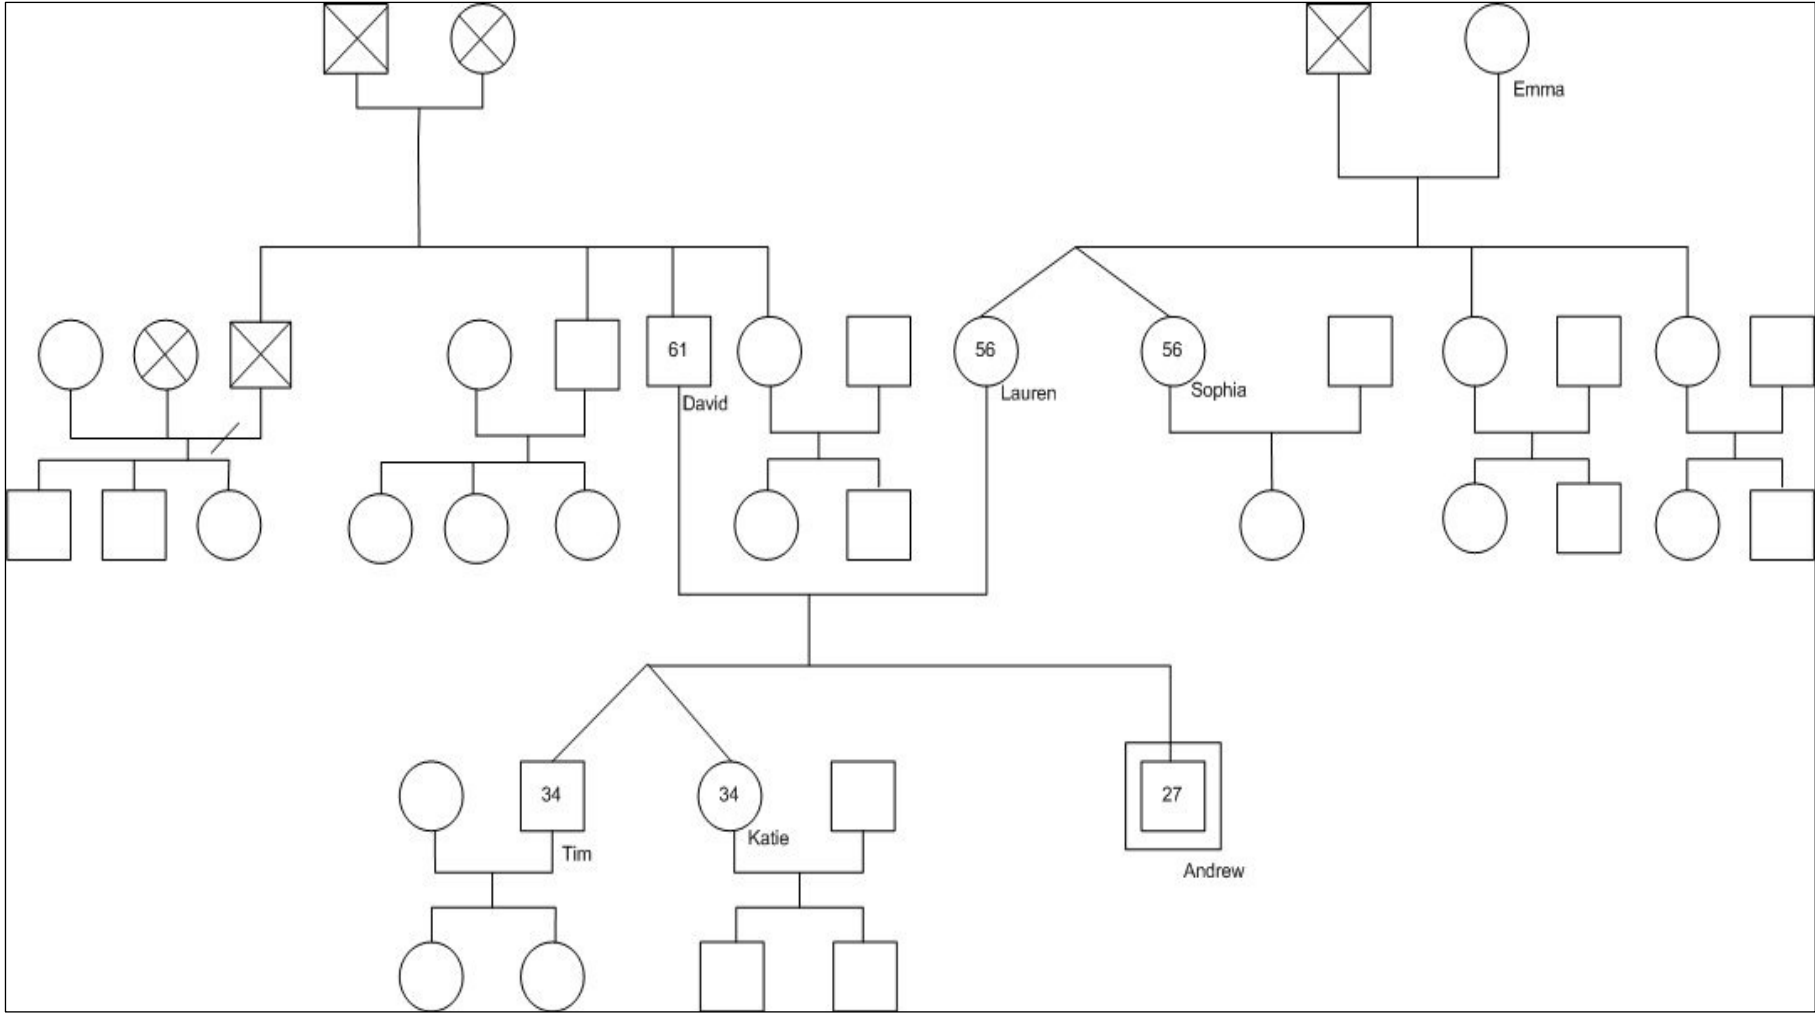 Emma
61
David
56
Lauren
56
Sophia
34
Tim
34
Katie
27
Andrew